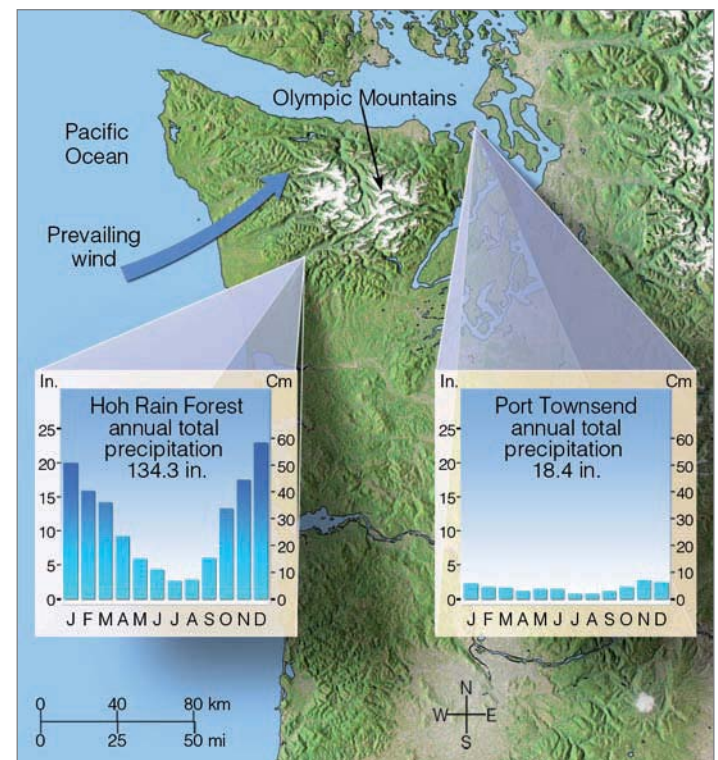 Olympic Mountains
Pacific
Ocean
Prevailing
wind
In.
Cm
Hoh Rain Forest
annual total
precipitation
134.3 in.
25
20
15
10
5
0
60
50
40
30
20
10
0
J F M A M J J A S O N D
In.
Cm
Port Townsend
annual total
precipitation
18.4 in.
25
20
15
10
5
0
60
50
40
30
20
10
0
J F M A M J J A S O N D
0 40 80 km
0 25 50 mi
N
W E
S